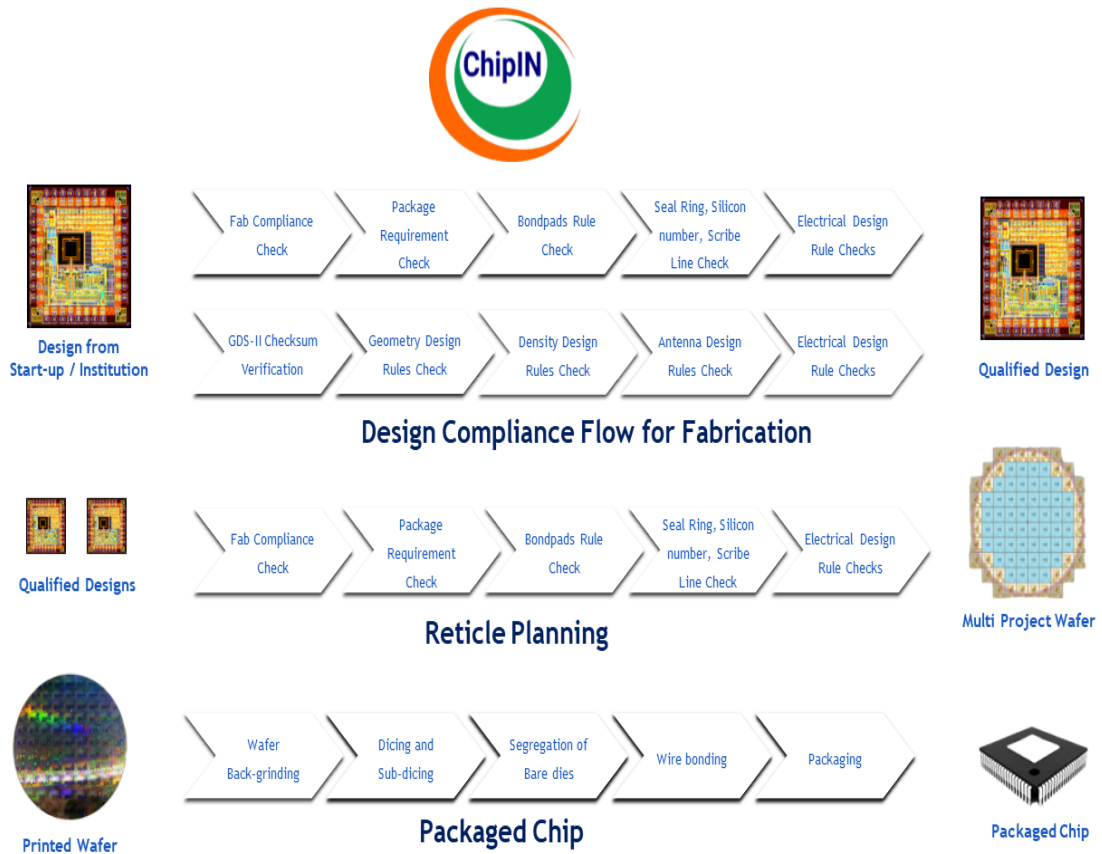 ChipIN
Fab Compliance
Check
Package
Requirement
Check
Bondpads Rule
Check
Seal Ring, Silicon
number, Scribe
Line Check
Electrical Design
Rule Checks
Design from
Start-up / Institution
GDS-II Checksum
Verification
Geometry Design
Rules Check
Density Design
Rules Check
Antenna Design
Rules Check
Electrical Design
Rule Checks
Qualified Design
Design Compliance Flow for Fabrication
Qualified Designs
Fab Compliance
Check
Package
Requirement
Check
Bondpads Rule
Check
Seal Ring, Silicon
number, Scribe
Line Check
Electrical Design
Rule Checks
Multi Project Wafer
Reticle Planning
Printed Wafer
Wafer
Back-grinding
Dicing and
Sub-dicing
Segregation of
Bare dies
Wire bonding
Packaging
Packaged Chip
Packaged Chip